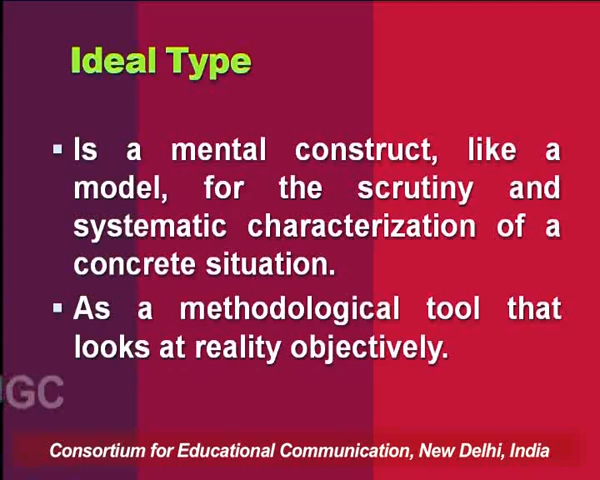 Ideal Type
▪ Is a mental construct, like a
model, for the scrutiny and
systematic characterization of a
concrete situation.
▪ As a methodological tool that
looks at reality objectively.
GC
Consortium for Educational Communication, New Delhi, India